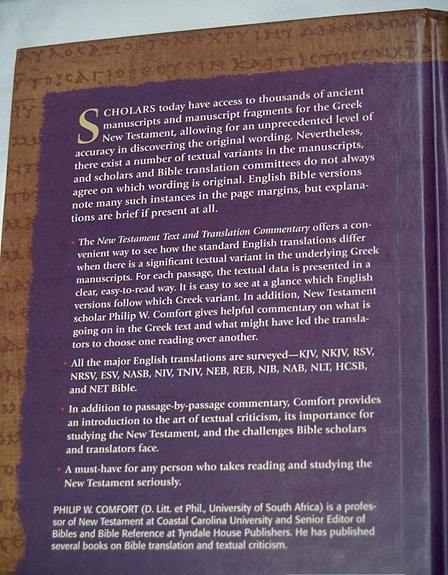 SCHOLARS today have access to thousands of ancient
manuscripts and manuscript fragments for the Greek
New Testament, allowing for an unprecedented level of
accuracy in discovering the original wording. Nevertheless,
there exist a number of textual variants in the manuscripts,
and scholars and Bible translation committees do not always
agree on which wording is original. English Bible versions
note many such instances in the page margins, but explana-
tions are brief if present at all.
• The New Testament Text and Translation Commentary offers a con-
venient way to see how the standard English translations differ
when there is a significant textual variant in the underlying Greek
manuscripts. For each passage, the textual data is presented in a
clear, easy-to-read way. It is easy to see at a glance which English
versions follow which Greek variant. In addition, New Testament
scholar Philip W. Comfort gives helpful commentary on what is
going on in the Greek text and what might have led the transla-
tors to choose one reading over another.
• All the major English translations are surveyed—KJV, NKJV, RSV,
NRSV, ESV, NASB, NIV, TNIV, NEB, REB, NJB, NAB, NLT, HCSB,
and NET Bible.
• In addition to passage-by-passage commentary, Comfort provides
an introduction to the art of textual criticism, its importance for
studying the New Testament, and the challenges Bible scholars
and translators face.
• A must-have for any person who takes reading and studying the
New Testament seriously.
PHILIP W. COMFORT (D. Litt. et Phil., University of South Africa) is a profes-
sor of New Testament at Coastal Carolina University and Senior Editor of
Bibles and Bible Reference at Tyndale House Publishers. He has published
several books on Bible translation and textual criticism.